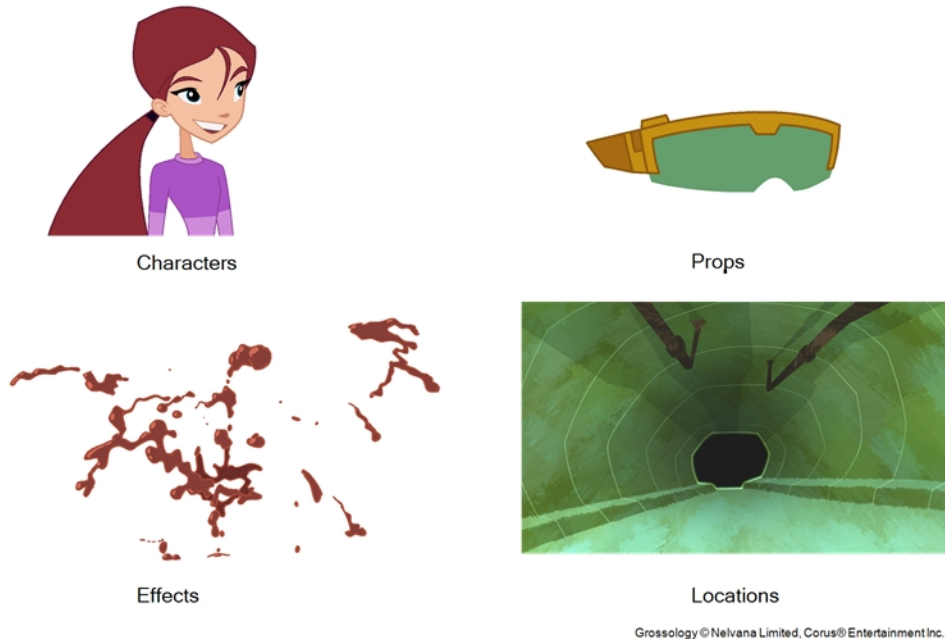 Characters
Props
Effects
Locations
Grossology © Nelvana Limited, Corus® Entertainment Inc.